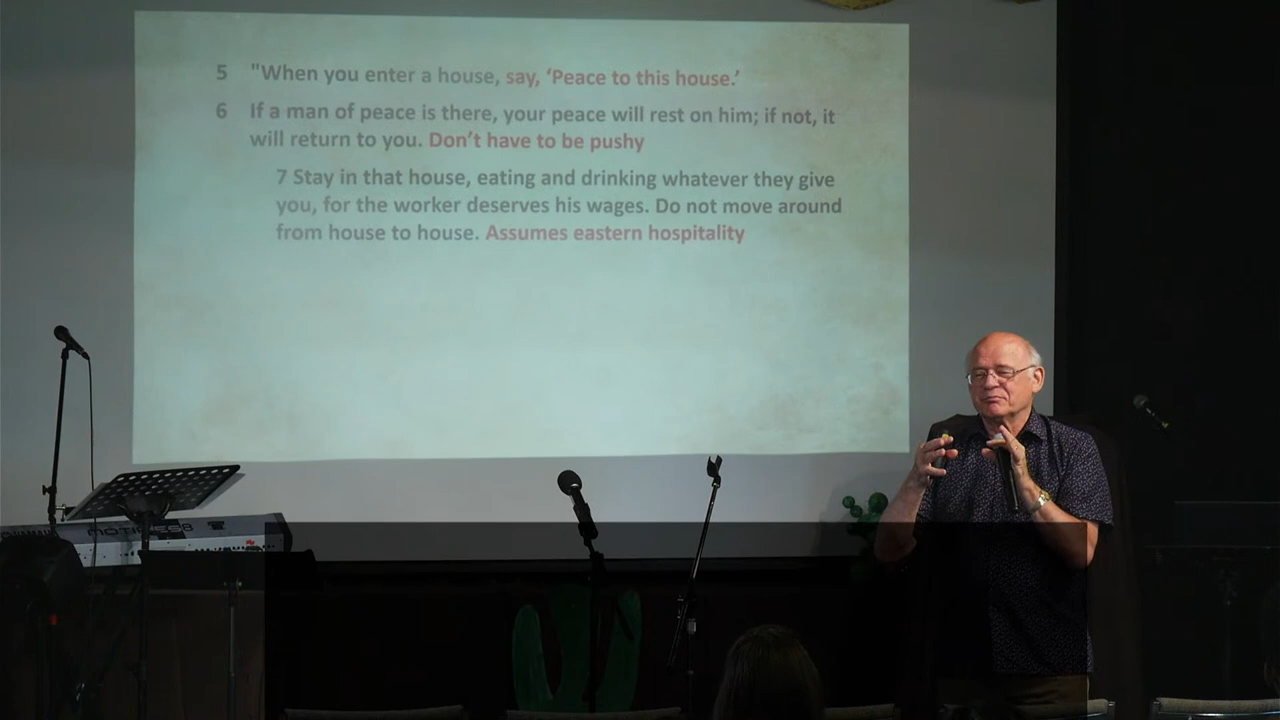 5 "When you enter a house, say, ‘Peace to this house.’
6 If a man of peace is there, your peace will rest on him; if not, it
will return to you. Don’t have to be pushy
7 Stay in that house, eating and drinking whatever they give
you, for the worker deserves his wages. Do not move around
from house to house. Assumes eastern hospitality